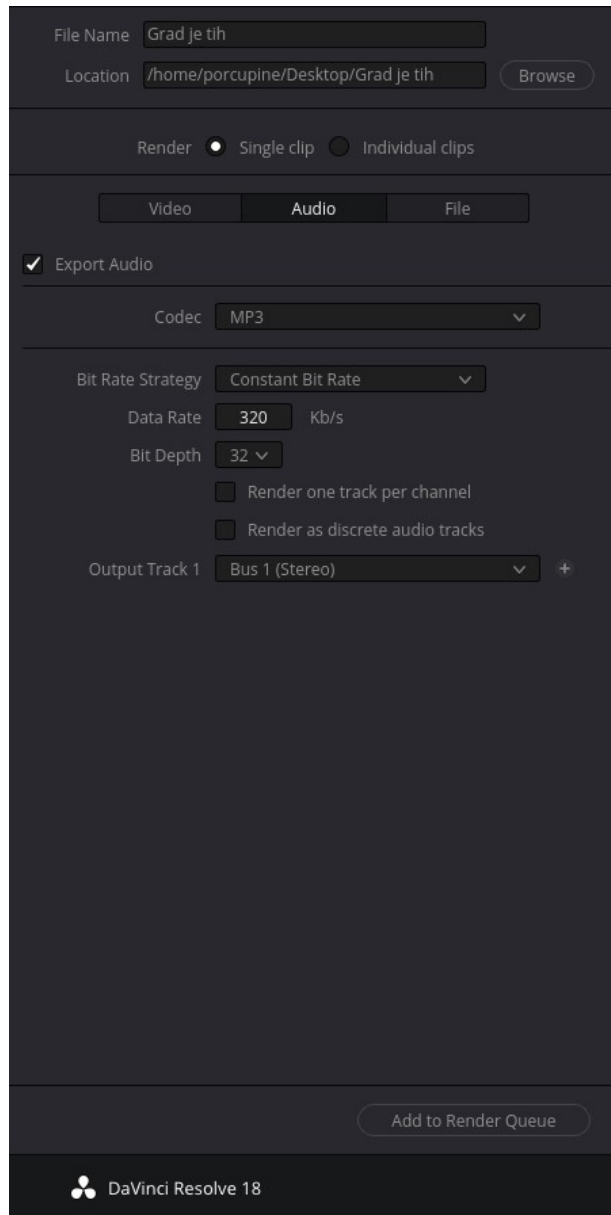 File Name Grad je tih
Location /home/porcupine/Desktop/Grad je tih Browse
Render Single clip Individual clips
Video Audio File
Export Audio
Codec MP3
Bit Rate Strategy Constant Bit Rate
Data Rate 320 Kb/s
Bit Depth 32
Render one track per channel
Render as discrete audio tracks
Output Track 1 Bus 1 (Stereo) +
Add to Render Queue
DaVinci Resolve 18